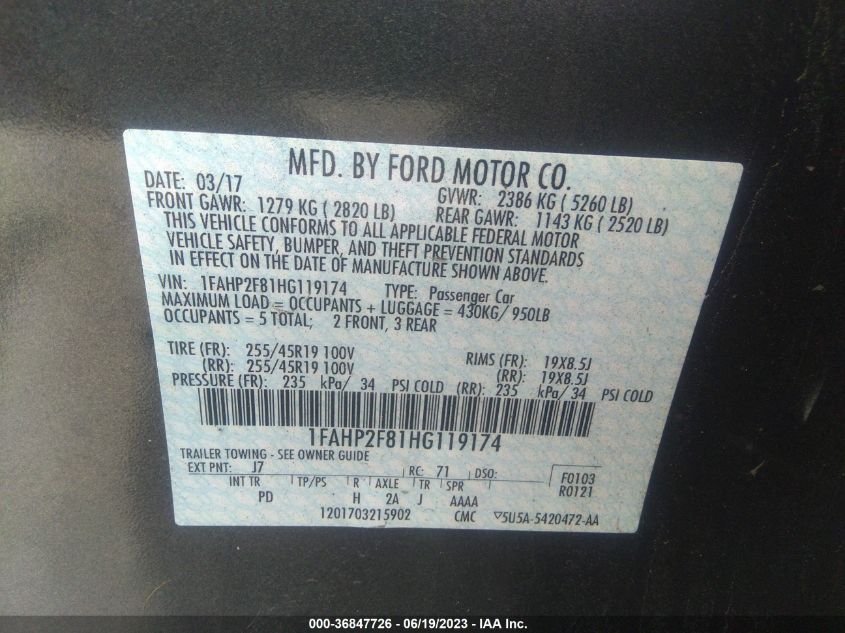 MFD. BY FORD MOTOR CO.
DATE: 03/17 GVWR: 2386 KG ( 5260 LB)
FRONT GAWR: 1279 KG ( 2820 LB) REAR GAWR: 1143 KG ( 2520 LB)
THIS VEHICLE CONFORMS TO ALL APPLICABLE FEDERAL MOTOR
VEHICLE SAFETY, BUMPER, AND THEFT PREVENTION STANDARDS
IN EFFECT ON THE DATE OF MANUFACTURE SHOWN ABOVE.
VIN: 1FAHP2F81HG119174 TYPE: Passenger Car
MAXIMUM LOAD = OCCUPANTS + LUGGAGE = 430KG/ 950LB
OCCUPANTS = 5 TOTAL; 2 FRONT, 3 REAR
TIRE (FR): 255/45R19 100V RIMS (FR): 19X8.5J
(RR): 255/45R19 100V (RR): 19X8.5J
PRESSURE (FR): 235 kPa/ 34 PSI COLD (RR): 235 kPa/ 34 PSI COLD
1FAHP2F81HG119174
TRAILER TOWING - SEE OWNER GUIDE
EXT PNT: J7 RC: 71 DSO: F0103
INT TR TP/PS R AXLE TR SPR R0121
PD H 2A J AAAA
1201703215902 CMC ▽5U5A-5420472-AA
000-36847726 - 06/19/2023 - IAA Inc.